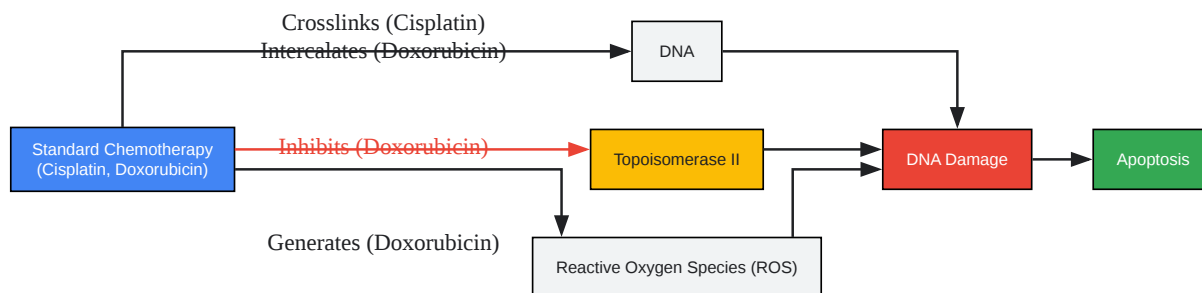 Crosslinks (Cisplatin)
Intercalates (Doxorubicin)
DNA
Standard Chemotherapy
(Cisplatin, Doxorubicin)
Inhibits (Doxorubicin)
Topoisomerase II
DNA Damage
Apoptosis
Generates (Doxorubicin)
Reactive Oxygen Species (ROS)